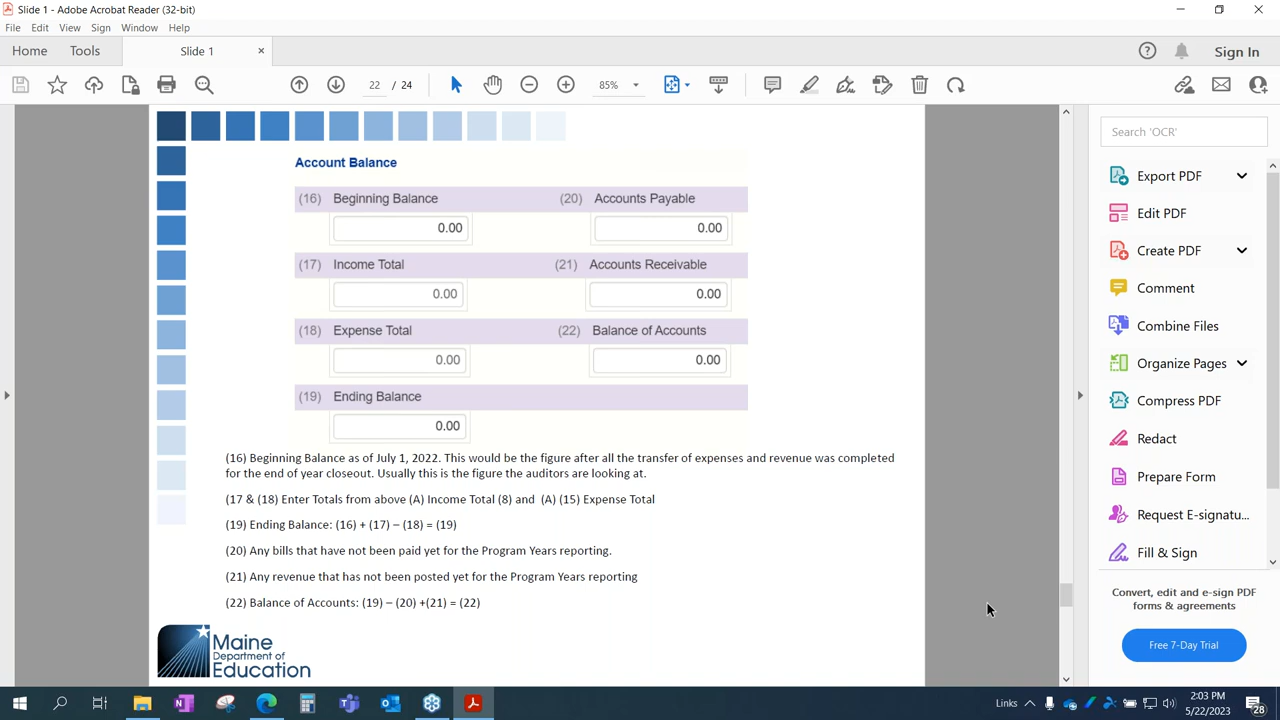 Slide 1 - Adobe Acrobat Reader (32-bit)
File Edit View Sign Window Help
Home Tools Slide 1 × Sign In
22 / 24 85%
Search 'OCR'
Account Balance
(16) Beginning Balance (20) Accounts Payable
0.00 0.00
(17) Income Total (21) Accounts Receivable
0.00 0.00
(18) Expense Total (22) Balance of Accounts
0.00 0.00
(19) Ending Balance
0.00
(16) Beginning Balance as of July 1, 2022. This would be the figure after all the transfer of expenses and revenue was completed
for the end of year closeout. Usually this is the figure the auditors are looking at.
(17 & (18) Enter Totals from above (A) Income Total (8) and (A) (15) Expense Total
(19) Ending Balance: (16) + (17) – (18) = (19)
(20) Any bills that have not been paid yet for the Program Years reporting.
(21) Any revenue that has not been posted yet for the Program Years reporting
(22) Balance of Accounts: (19) – (20) +(21) = (22)
Maine
Department of
Education
Export PDF
Edit PDF
Create PDF
Comment
Combine Files
Organize Pages
Compress PDF
Redact
Prepare Form
Request E-signatu...
Fill & Sign
Convert, edit and e-sign PDF
forms & agreements
Free 7-Day Trial
Links 2:03 PM
5/22/2023 28